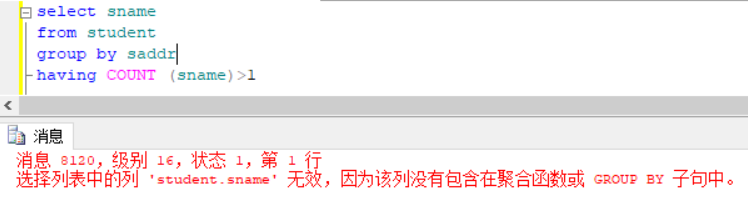 select sname
from student
group by saddr
having COUNT (sname)>1
消息
消息 8120，级别 16，状态 1，第 1 行
选择列表中的列 'student.sname' 无效，因为该列没有包含在聚合函数或 GROUP BY 子句中。